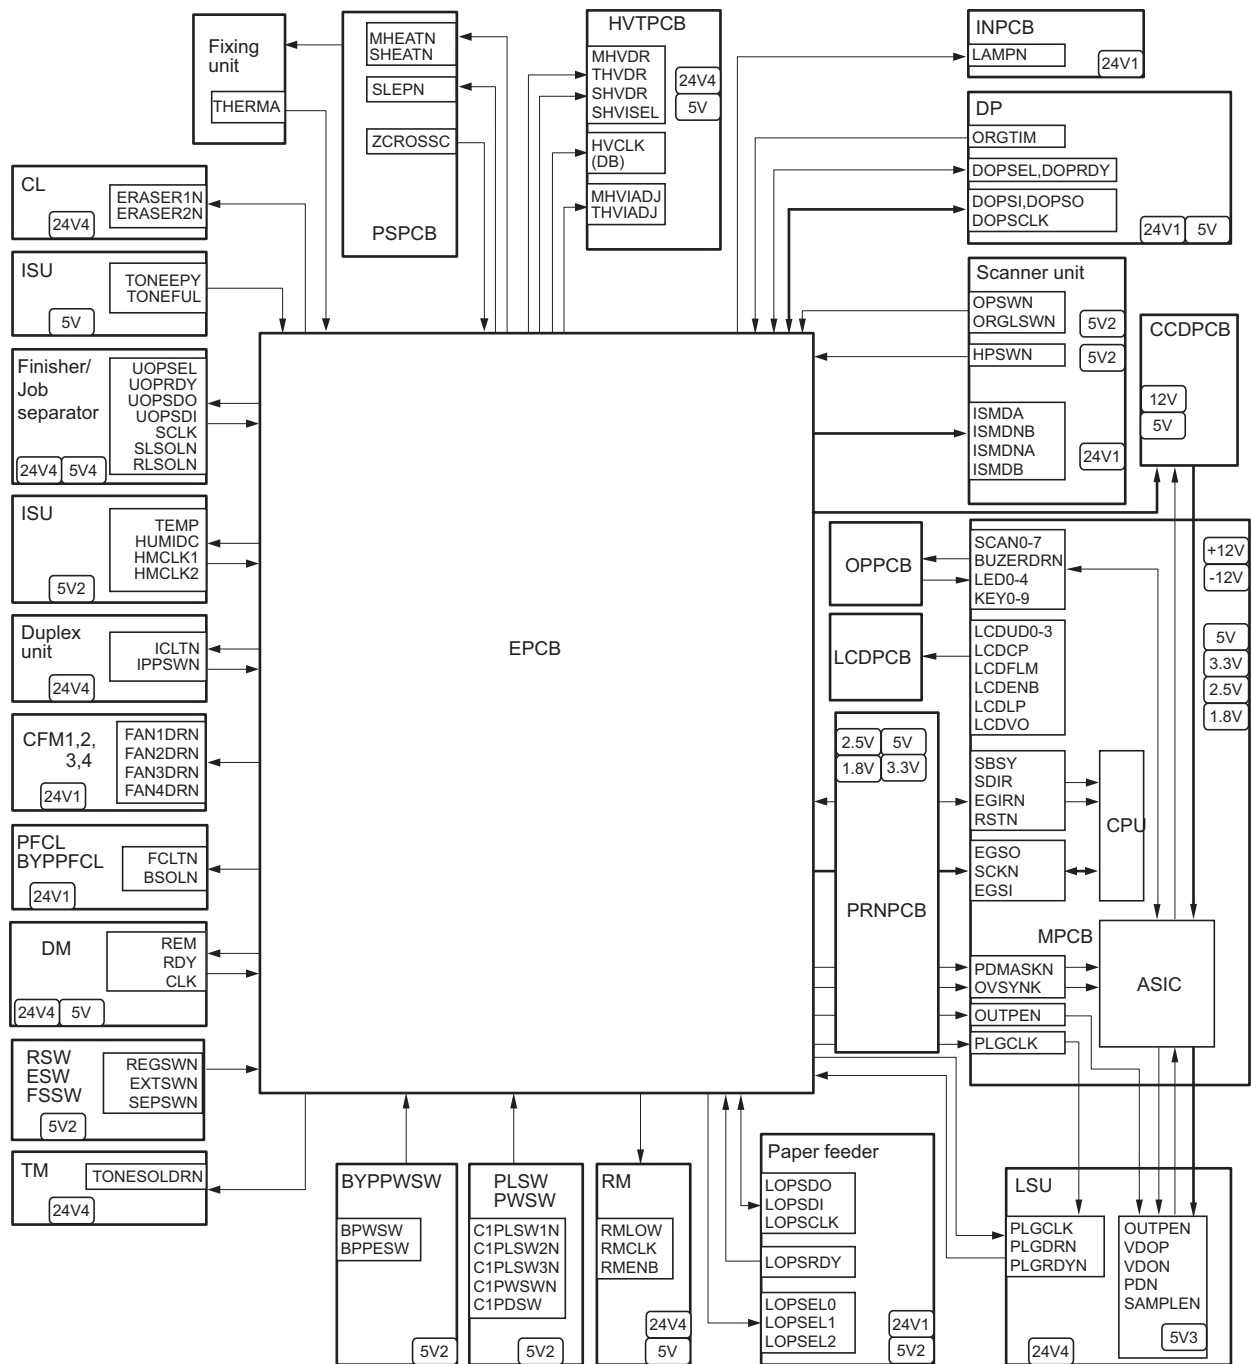 Fixing
unit
THERMA
MHEATN
SHEATN
SLEPN
ZCROSSC
PSPCB
HVTPCB
MHVDR
THVDR
SHVDR
SHVISEL
24V4
5V
HVCLK
(DB)
MHVIADJ
THVIADJ
INPCB
LAMPN
24V1
DP
ORGTIM
DOPSEL,DOPRDY
DOPSI,DOPSO
DOPSCLK
24V1 5V
Scanner unit
OPSWN
ORGLSWN
5V2
HPSWN
5V2
ISMDA
ISMDNB
ISMDNA
ISMDB
24V1
CCDPCB
12V
5V
CL
ERASER1N
ERASER2N
24V4
ISU
TONEEPY
TONEFUL
5V
Finisher/
Job
separator
UOPSEL
UOPRDY
UOPSDO
UOPSDI
SCLK
SLSOLN
RLSOLN
24V4 5V4
ISU
TEMP
HUMIDC
HMCLK1
HMCLK2
5V2
Duplex
unit
ICLTN
IPPSWN
24V4
CFM1,2,
3,4
FAN1DRN
FAN2DRN
FAN3DRN
FAN4DRN
24V1
PFCL
BYPPFCL
FCLTN
BSOLN
24V1
DM
REM
RDY
CLK
24V4 5V
RSW
ESW
FSSW
REGSWN
EXTSWN
SEPSWN
5V2
TM
TONESOLDRN
24V4
EPCB
OPPCB
LCDPCB
2.5V 5V
1.8V 3.3V
PRNPCB
SCAN0-7
BUZERDRN
LED0-4
KEY0-9
+12V
-12V
LCDUD0-3
LCDCP
LCDFLM
LCDENB
LCDLP
LCDVO
5V
3.3V
2.5V
1.8V
SBSY
SDIR
EGIRN
RSTN
CPU
EGSO
SCKN
EGSI
MPCB
PDMASKN
OVSYNK
ASIC
OUTPEN
PLGCLK
BYPPWSW
BPWSW
BPPESW
5V2
PLSW
PWSW
C1PLSW1N
C1PLSW2N
C1PLSW3N
C1PWSWN
C1PDSW
5V2
RM
RMLOW
RMCLK
RMENB
24V4
5V
Paper feeder
LOPSDO
LOPSDI
LOPSCLK
LOPSRDY
LOPSEL0
LOPSEL1
LOPSEL2
24V1
5V2
LSU
PLGCLK
PLGDRN
PLGRDYN
24V4
OUTPEN
VDOP
VDON
PDN
SAMPLEN
5V3